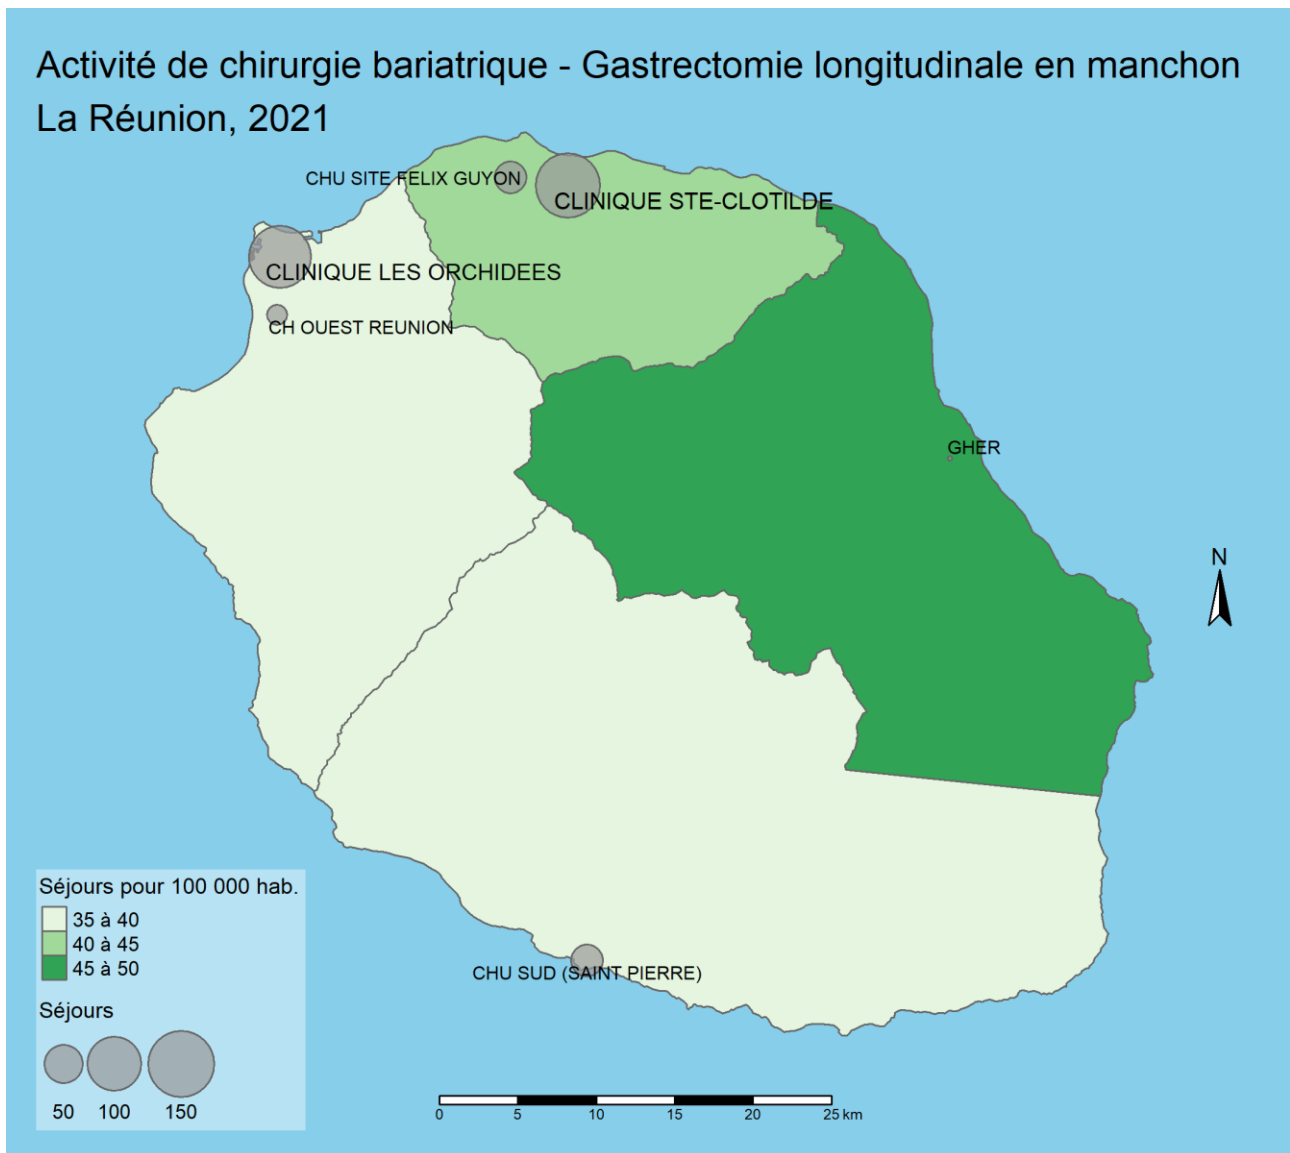 Activité de chirurgie bariatrique - Gastrectomie longitudinale en manchon
La Réunion, 2021
CHU SITE FELIX GUYON
CLINIQUE STE-CLOTILDE
CLINIQUE LES ORCHIDEES
CH OUEST REUNION
GHER
N
CHU SUD (SAINT PIERRE)
Séjours pour 100 000 hab.
35 à 40
40 à 45
45 à 50
Séjours
50 100 150
0 5 10 15 20 25 km